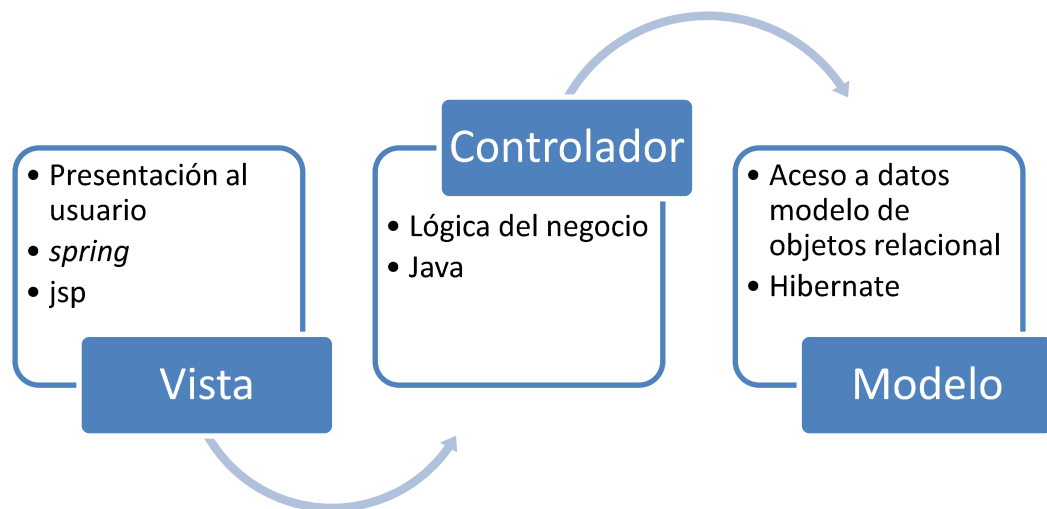 • Presentación al
usuario
• spring
• jsp
Vista
Controlador
• Lógica del negocio
• Java
• Aceso a datos
modelo de
objetos relacional
• Hibernate
Modelo